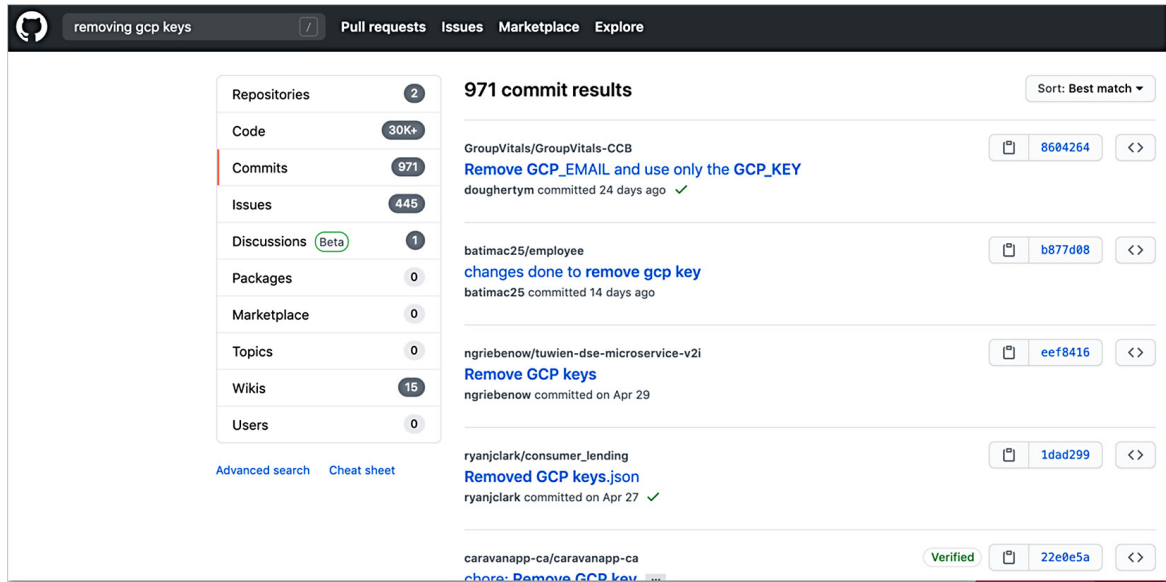 removing gcp keys /
Pull requests Issues Marketplace Explore
Repositories 2
Code 30K+
Commits 971
Issues 445
Discussions Beta 1
Packages 0
Marketplace 0
Topics 0
Wikis 15
Users 0
Advanced search Cheat sheet
971 commit results
Sort: Best match
GroupVitals/GroupVitals-CCB
Remove GCP_EMAIL and use only the GCP_KEY
doughertym committed 24 days ago
8604264 <>
batimac25/employee
changes done to remove gcp key
batimac25 committed 14 days ago
b877d08 <>
ngriebenow/tuwien-dse-microservice-v2i
Remove GCP keys
ngriebenow committed on Apr 29
eef8416 <>
ryanjclark/consumer_lending
Removed GCP keys.json
ryanjclark committed on Apr 27
1dad299 <>
caravanapp-ca/caravanapp-ca
chore: Remove GCP key ...
Verified 22e0e5a <>